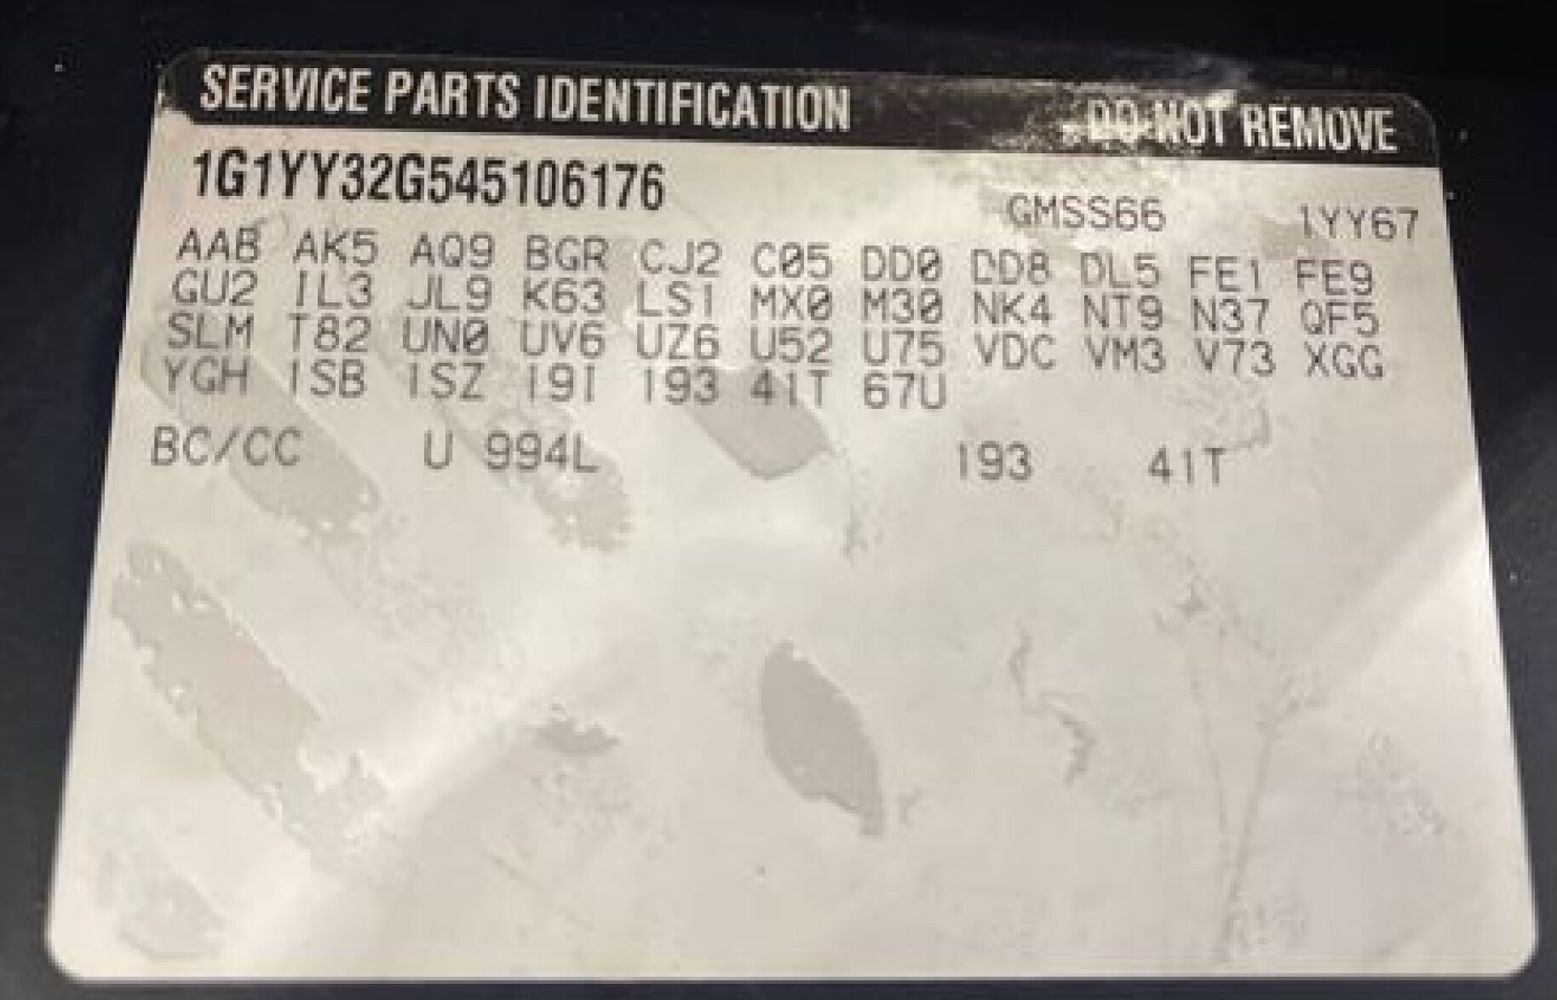 SERVICE PARTS IDENTIFICATION DO NOT REMOVE
1G1YY32G545106176 GMSS66 1YY67
AAB AK5 AQ9 BGR CJ2 C05 DD0 DD8 DL5 FE1 FE9
GU2 IL3 JL9 K63 LS1 MX0 M30 NK4 NT9 N37 QF5
SLM T82 UN0 UV6 UZ6 U52 U75 VDC VM3 V73 XGG
YGH 1SB 1SZ 19I 193 41T 67U
BC/CC U 994L 193 41T